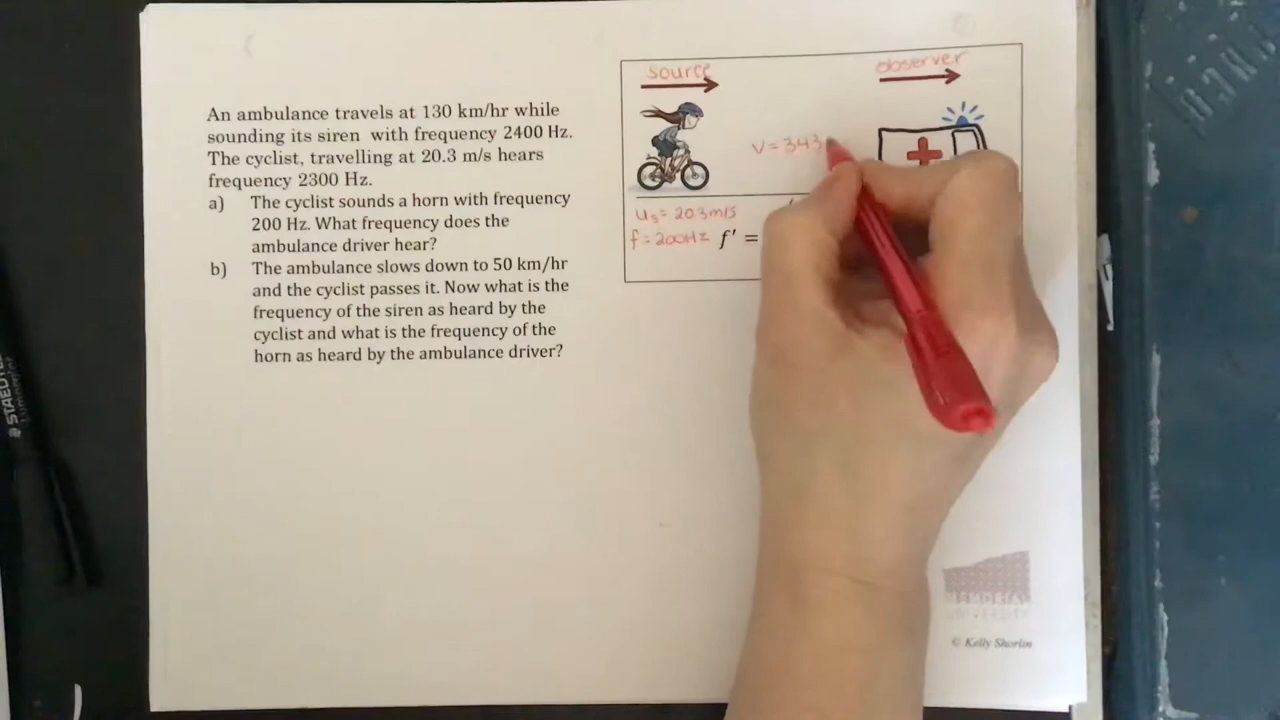 An ambulance travels at 130 km/hr while
sounding its siren with frequency 2400 Hz.
The cyclist, travelling at 20.3 m/s hears
frequency 2300 Hz.
a) The cyclist sounds a horn with frequency
200 Hz. What frequency does the
ambulance driver hear?
b) The ambulance slows down to 50 km/hr
and the cyclist passes it. Now what is the
frequency of the siren as heard by the
cyclist and what is the frequency of the
horn as heard by the ambulance driver?
source
observer
v = 343
us = 20.3m/s
f = 200Hz f' =
UNIVERSITY
© Kelly Shorlin
STAEDTLER